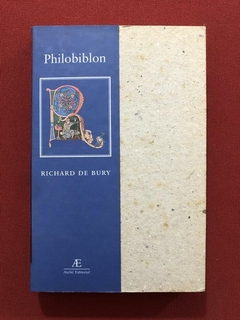 Philobiblon
R
RICHARD DE BURY
Æ
Ateliê Editorial